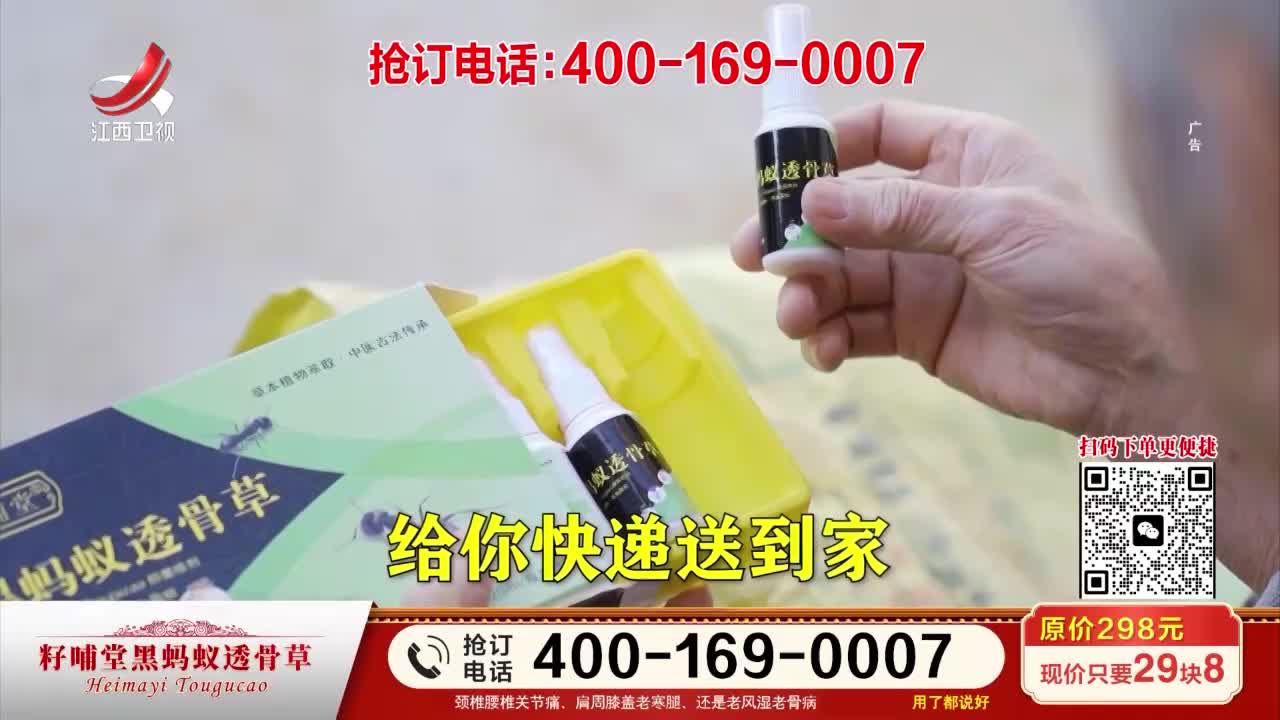 抢订电话:400-169-0007
江西卫视
广告
蚂蚁透骨草
草本植物萃取·中医古法传承
蚂蚁透骨草
蚁透骨草
扫码下单更便捷
给你快递送到家
籽哺堂黑蚂蚁透骨草
Heimayi Tougucao
抢订电话
400-169-0007
原价298元
现价只要29块8
颈椎腰椎关节痛、肩周膝盖老寒腿、还是老风湿老骨病
用了都说好